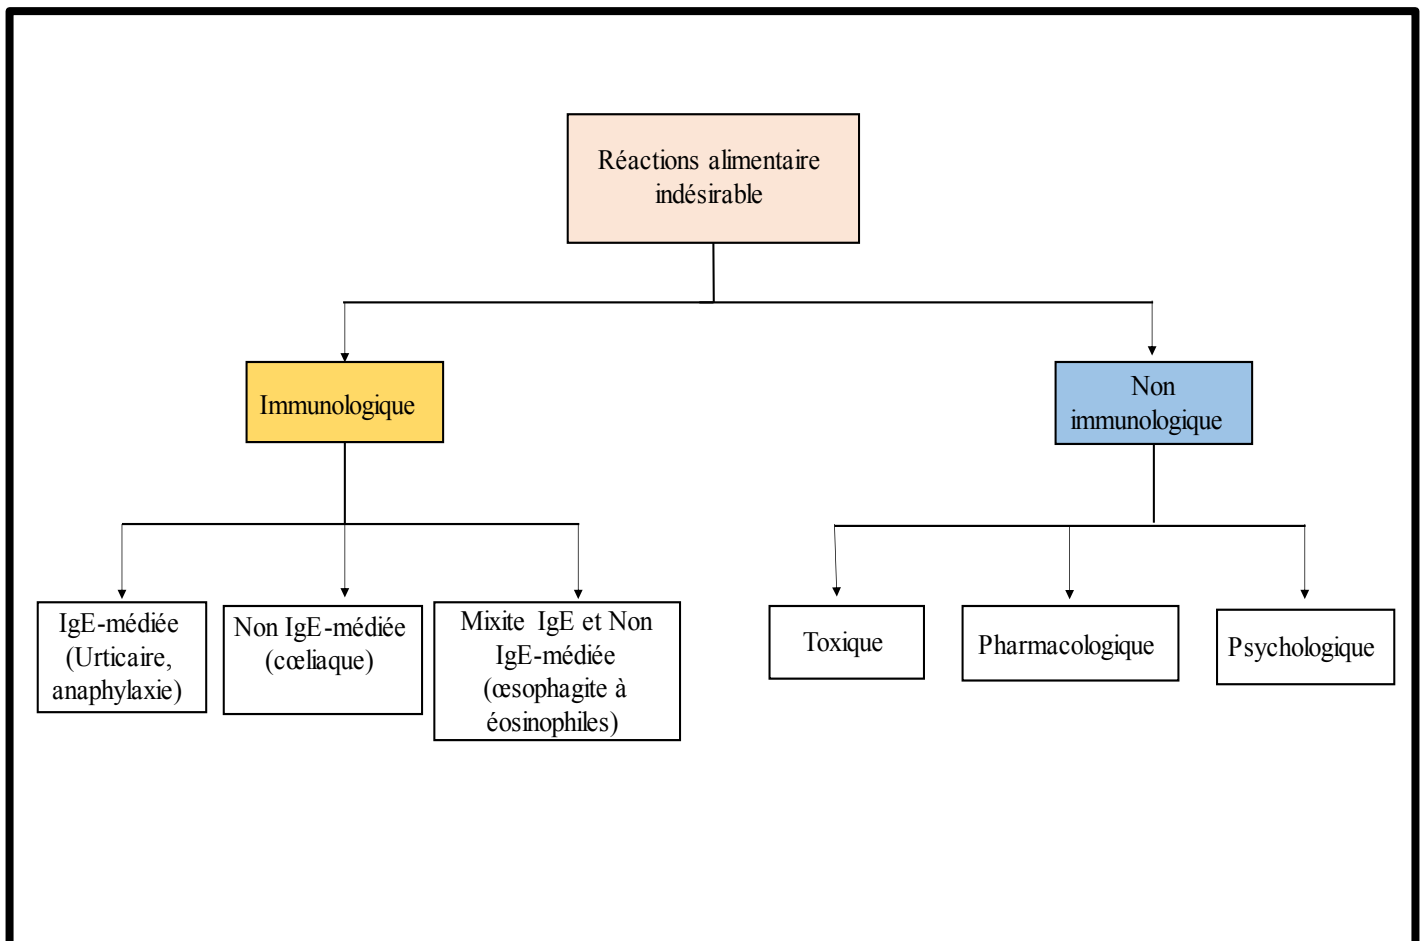 Réactions alimentaire
indésirable
Immunologique
Non
immunologique
IgE-médiée
(Urticaire,
anaphylaxie)
Non IgE-médiée
(cœliaque)
Mixite IgE et Non
IgE-médiée
(œsophagite à
éosinophiles)
Toxique
Pharmacologique
Psychologique